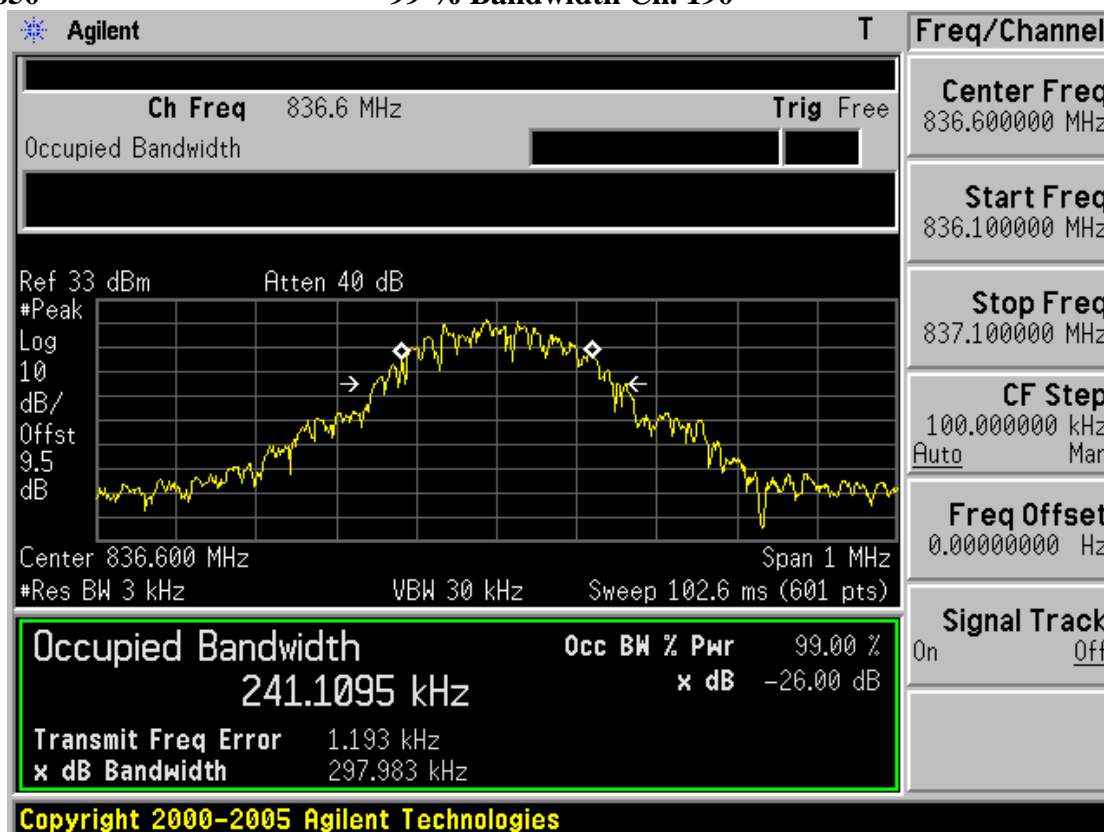 99 % Bandwidth Ch. 190
Agilent T
Ch Freq 836.6 MHz Trig Free
Occupied Bandwidth
Ref 33 dBm Atten 40 dB
#Peak
Log
10
dB/
Offst
9.5
dB
Center 836.600 MHz Span 1 MHz
#Res BW 3 kHz VBW 30 kHz Sweep 102.6 ms (601 pts)
Occupied Bandwidth
241.1095 kHz
Occ BW % Pwr 99.00 %
x dB -26.00 dB
Transmit Freq Error 1.193 kHz
x dB Bandwidth 297.983 kHz
Copyright 2000-2005 Agilent Technologies
Freq/Channel
Center Freq
836.600000 MHz
Start Freq
836.100000 MHz
Stop Freq
837.100000 MHz
CF Step
100.000000 kHz
Auto Man
Freq Offset
0.00000000 Hz
Signal Track
On Off